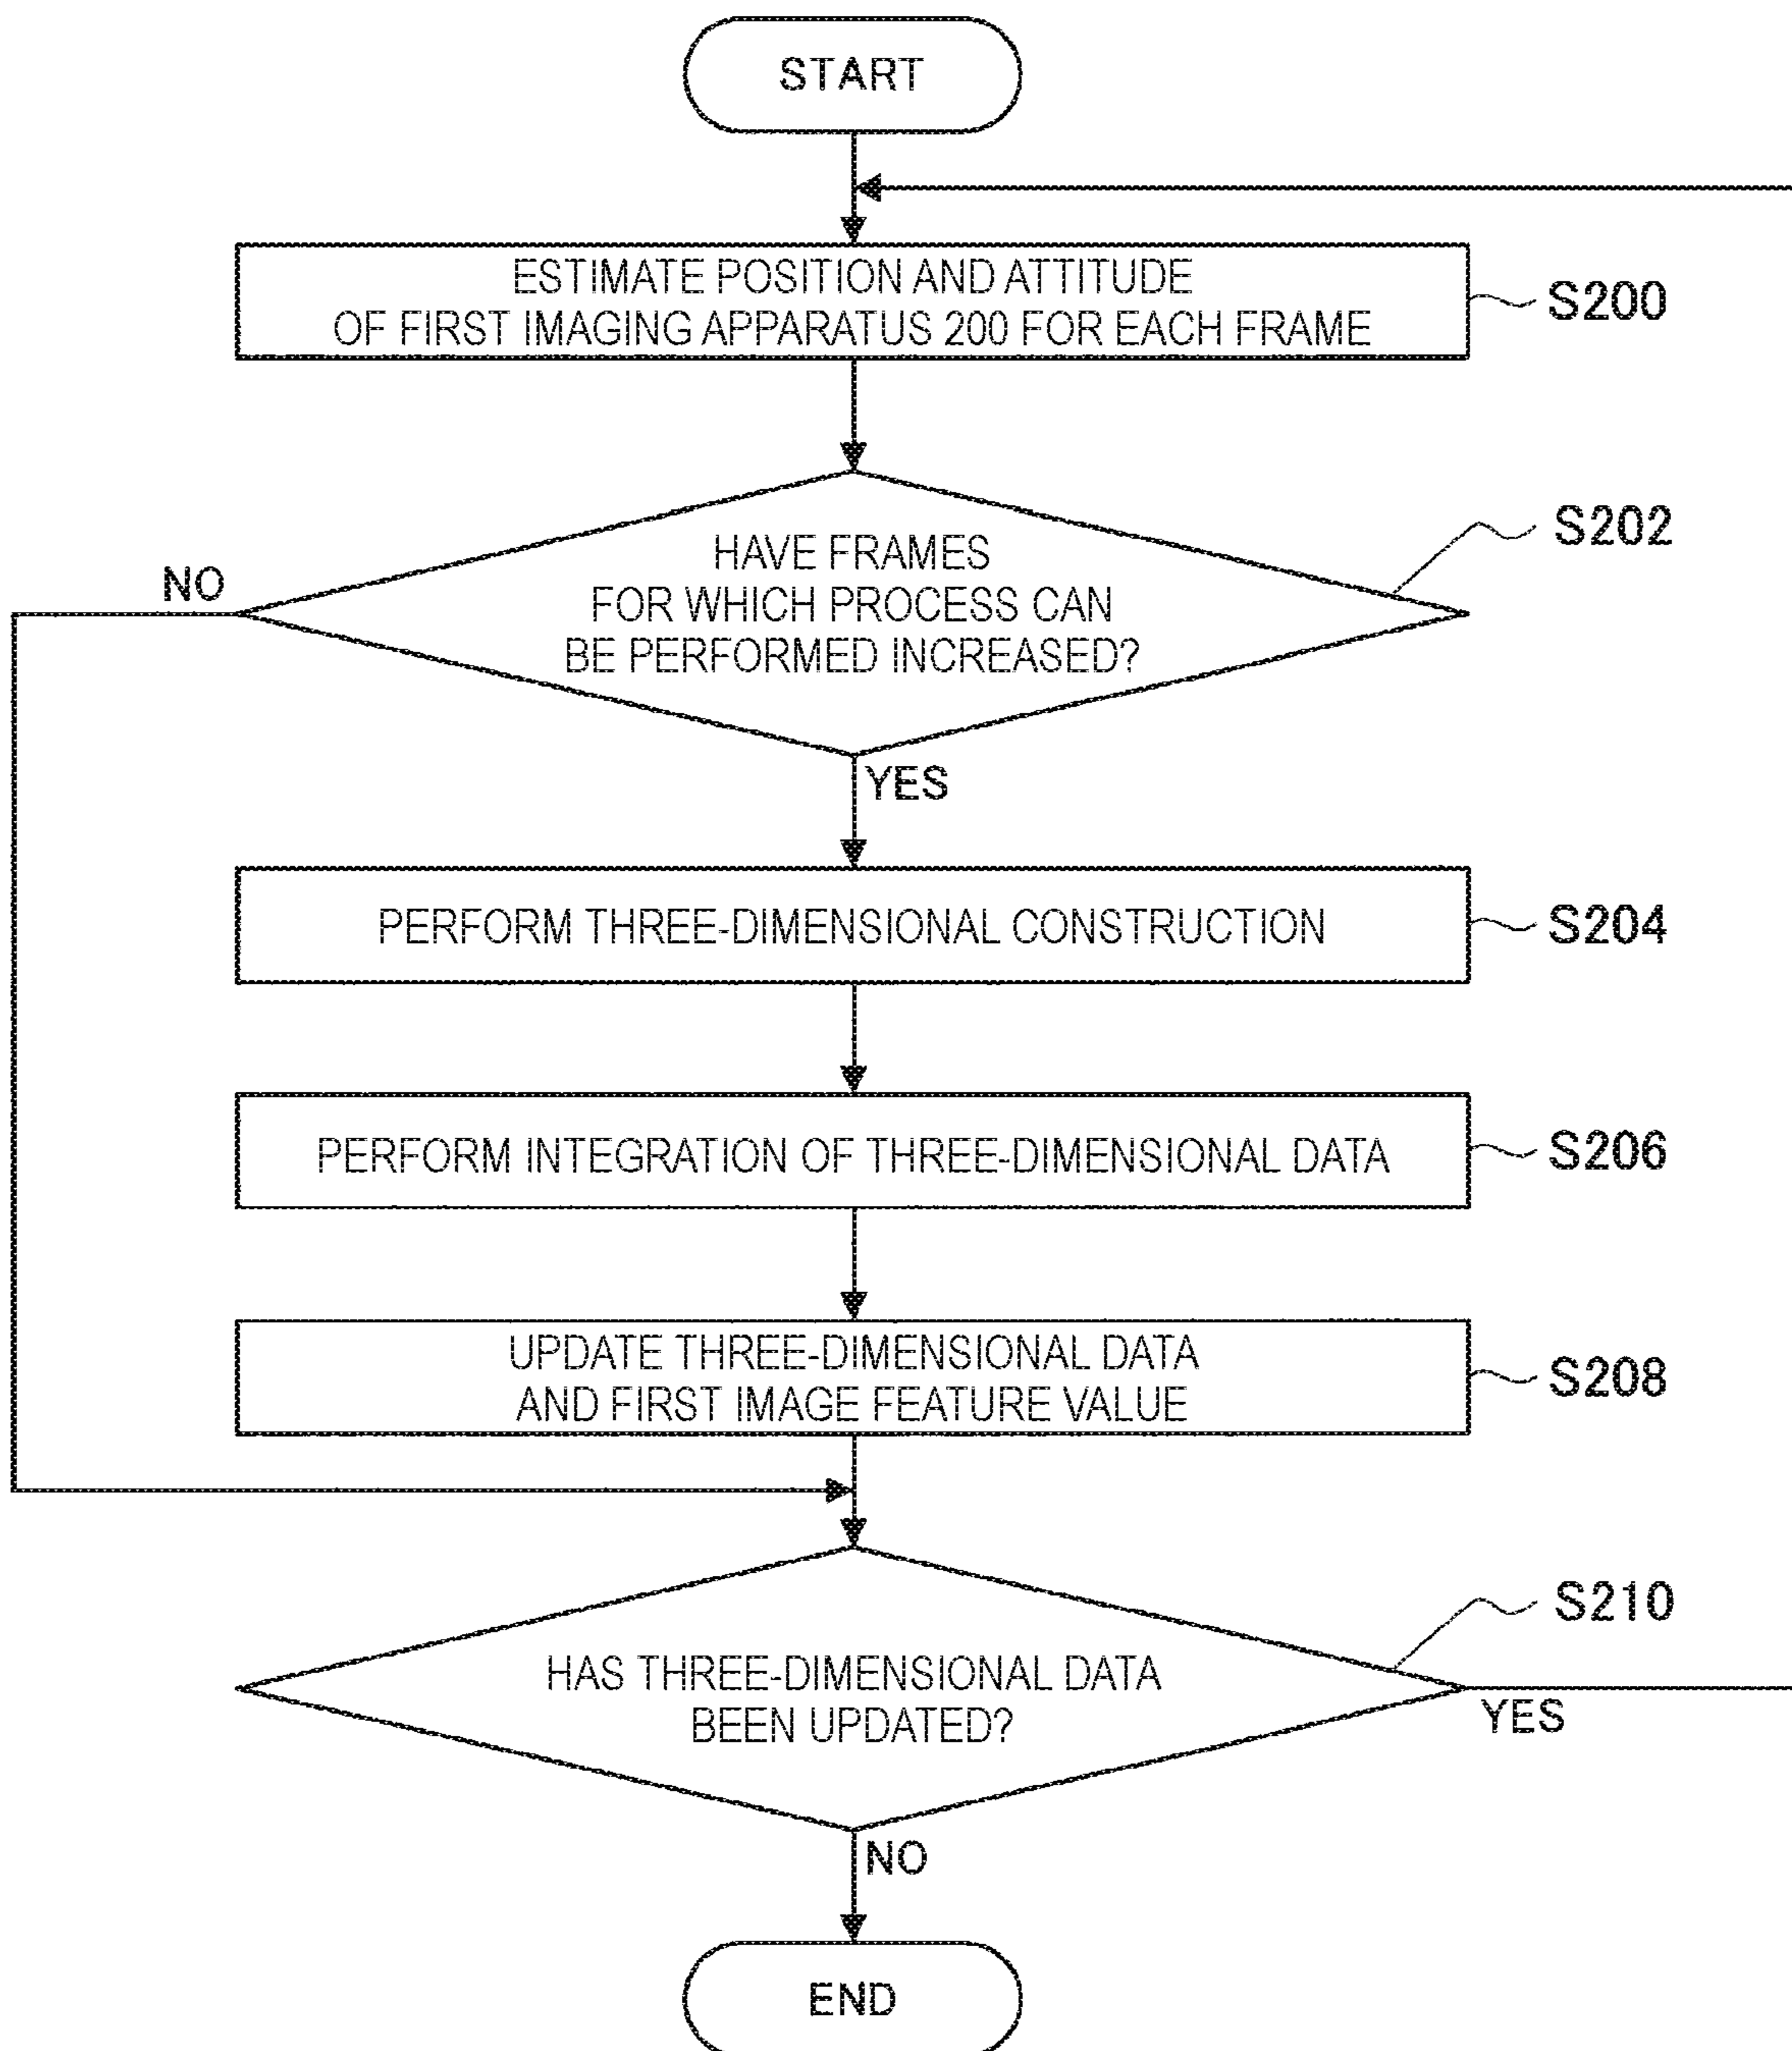 START
ESTIMATE POSITION AND ATTITUDE
OF FIRST IMAGING APPARATUS 200 FOR EACH FRAME
S200
HAVE FRAMES
FOR WHICH PROCESS CAN
BE PERFORMED INCREASED?
S202
NO
YES
PERFORM THREE-DIMENSIONAL CONSTRUCTION
S204
PERFORM INTEGRATION OF THREE-DIMENSIONAL DATA
S206
UPDATE THREE-DIMENSIONAL DATA
AND FIRST IMAGE FEATURE VALUE
S208
HAS THREE-DIMENSIONAL DATA
BEEN UPDATED?
S210
YES
NO
END